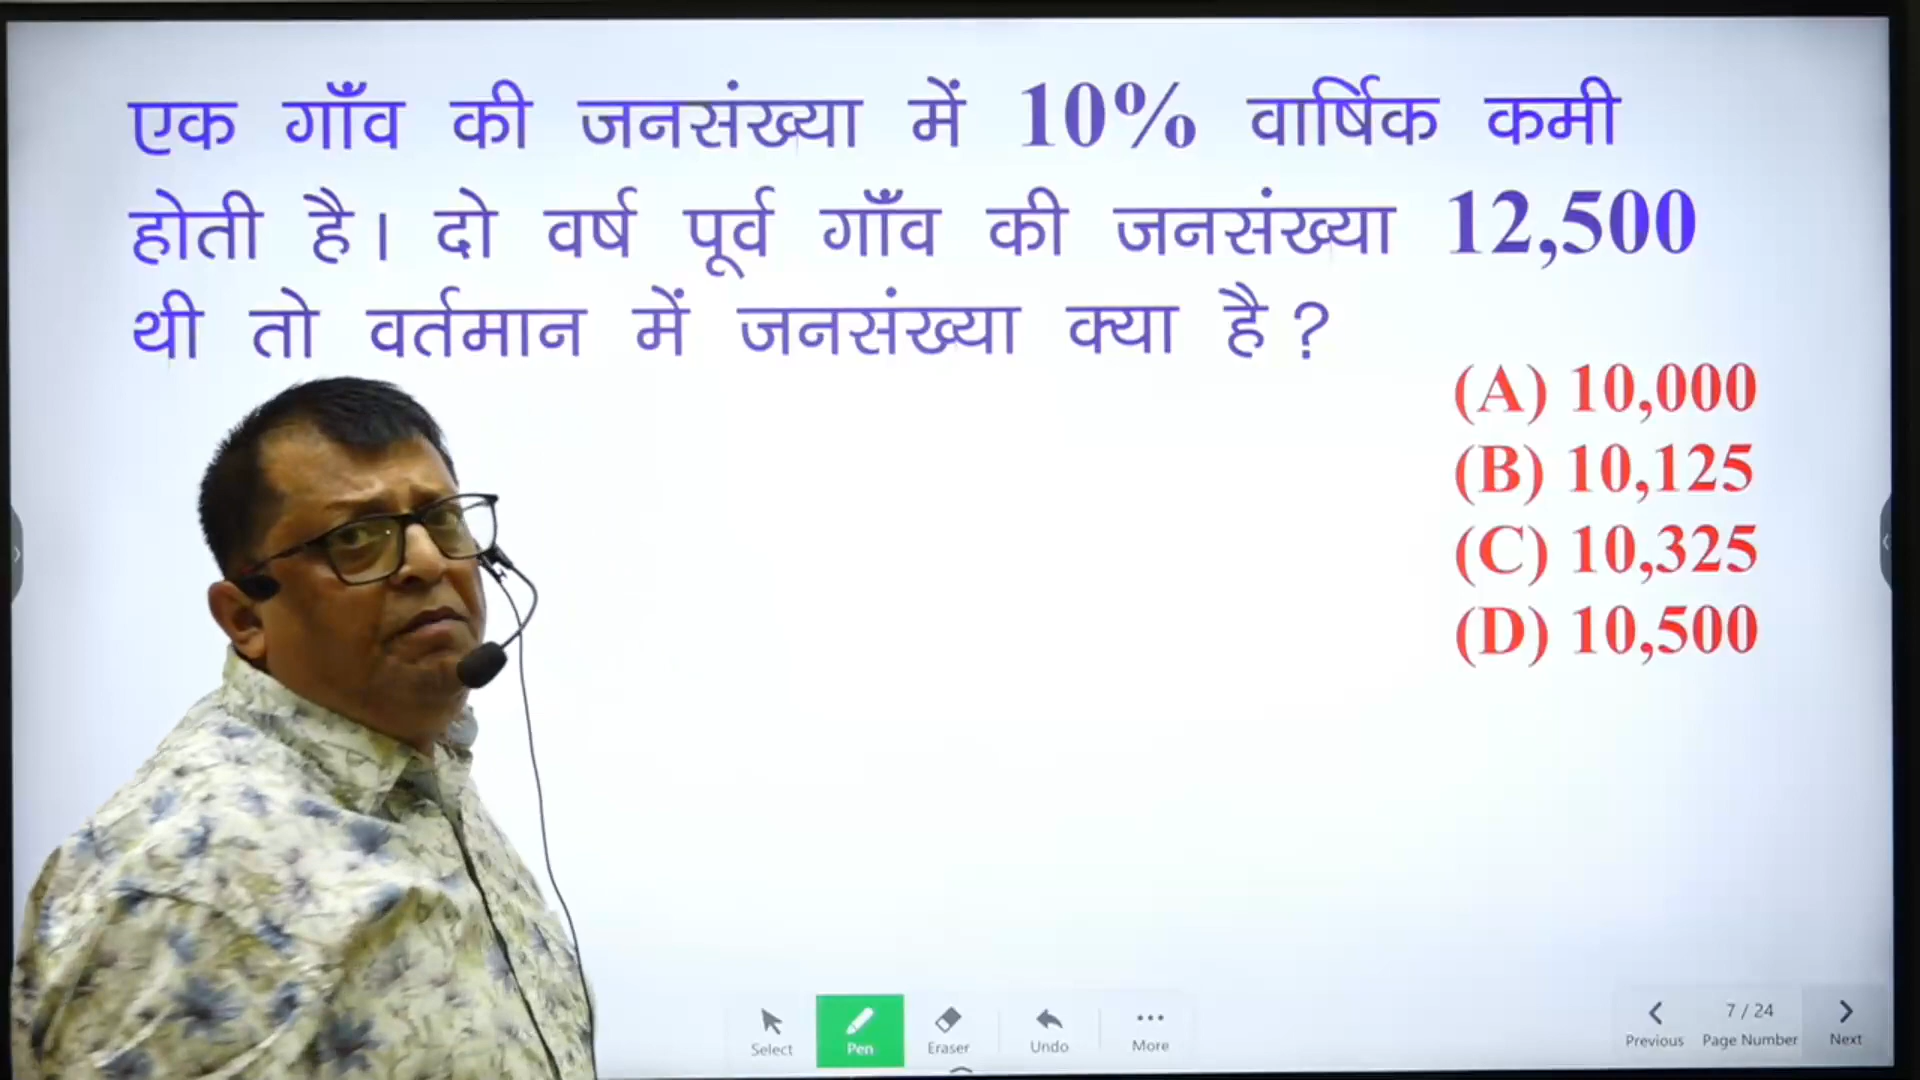 एक गाँव की जनसंख्या में 10% वार्षिक कमी
होती है। दो वर्ष पूर्व गाँव की जनसंख्या 12,500
थी तो वर्तमान में जनसंख्या क्या है ?
(A) 10,000
(B) 10,125
(C) 10,325
(D) 10,500
Select Pen Eraser Undo More
7 / 24
Previous Page Number Next